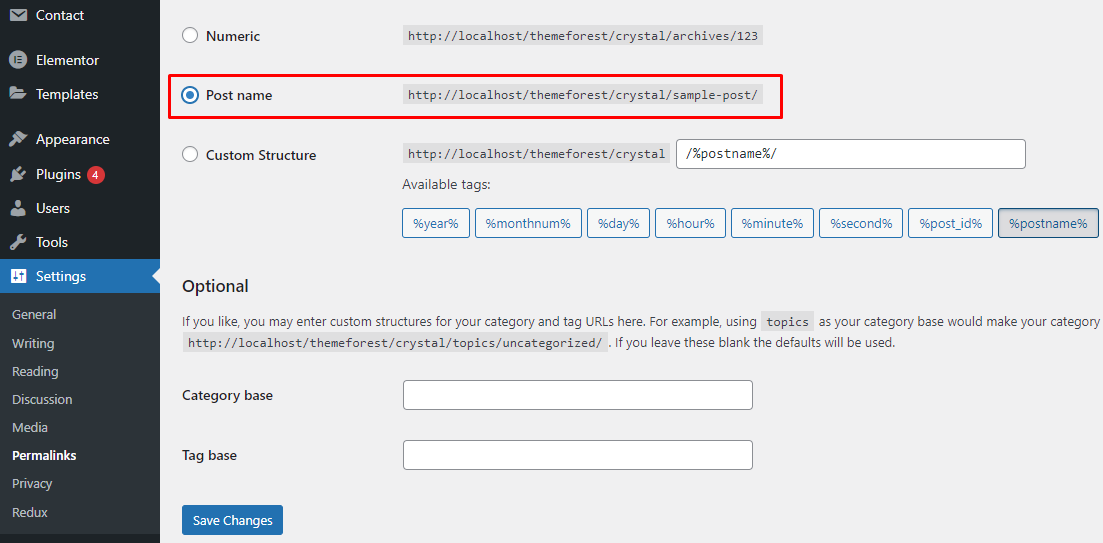 Contact
Elementor
Templates
Appearance
Plugins 4
Users
Tools
Settings
General
Writing
Reading
Discussion
Media
Permalinks
Privacy
Redux
Numeric http://localhost/themeforest/crystal/archives/123
Post name http://localhost/themeforest/crystal/sample-post/
Custom Structure http://localhost/themeforest/crystal /%postname%/
Available tags:
%year% %monthnum% %day% %hour% %minute% %second% %post_id% %postname%
Optional
If you like, you may enter custom structures for your category and tag URLs here. For example, using topics as your category base would make your category
http://localhost/themeforest/crystal/topics/uncategorized/ . If you leave these blank the defaults will be used.
Category base
Tag base
Save Changes